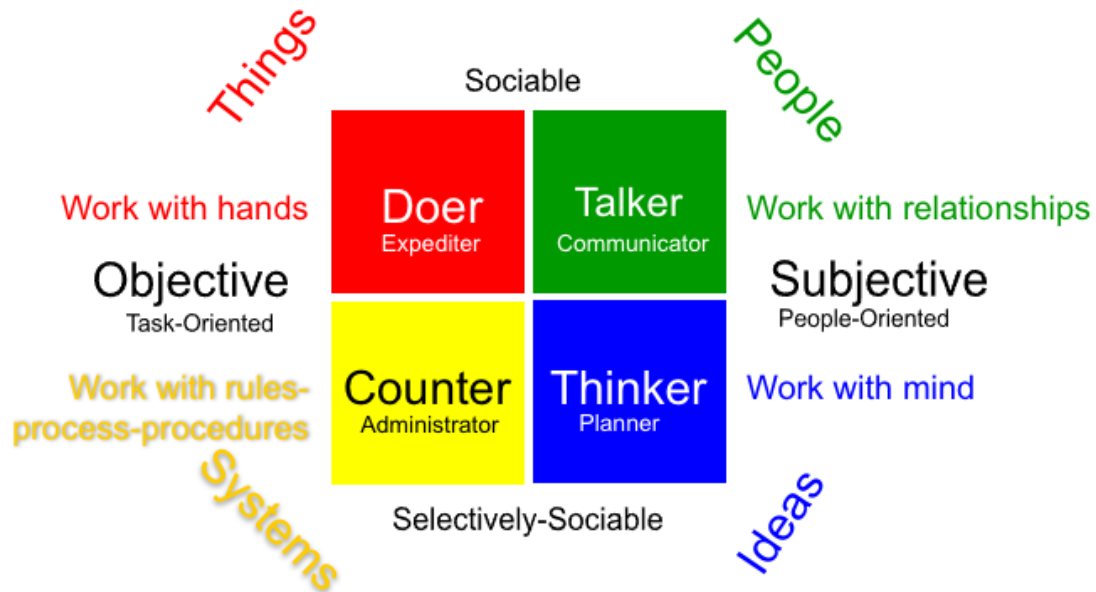 Things
People
Sociable
Work with hands
Doer
Expediter
Talker
Communicator
Work with relationships
Objective
Task-Oriented
Subjective
People-Oriented
Work with rules-
process-procedures
Counter
Administrator
Thinker
Planner
Work with mind
Systems
Selectively-Sociable
Ideas